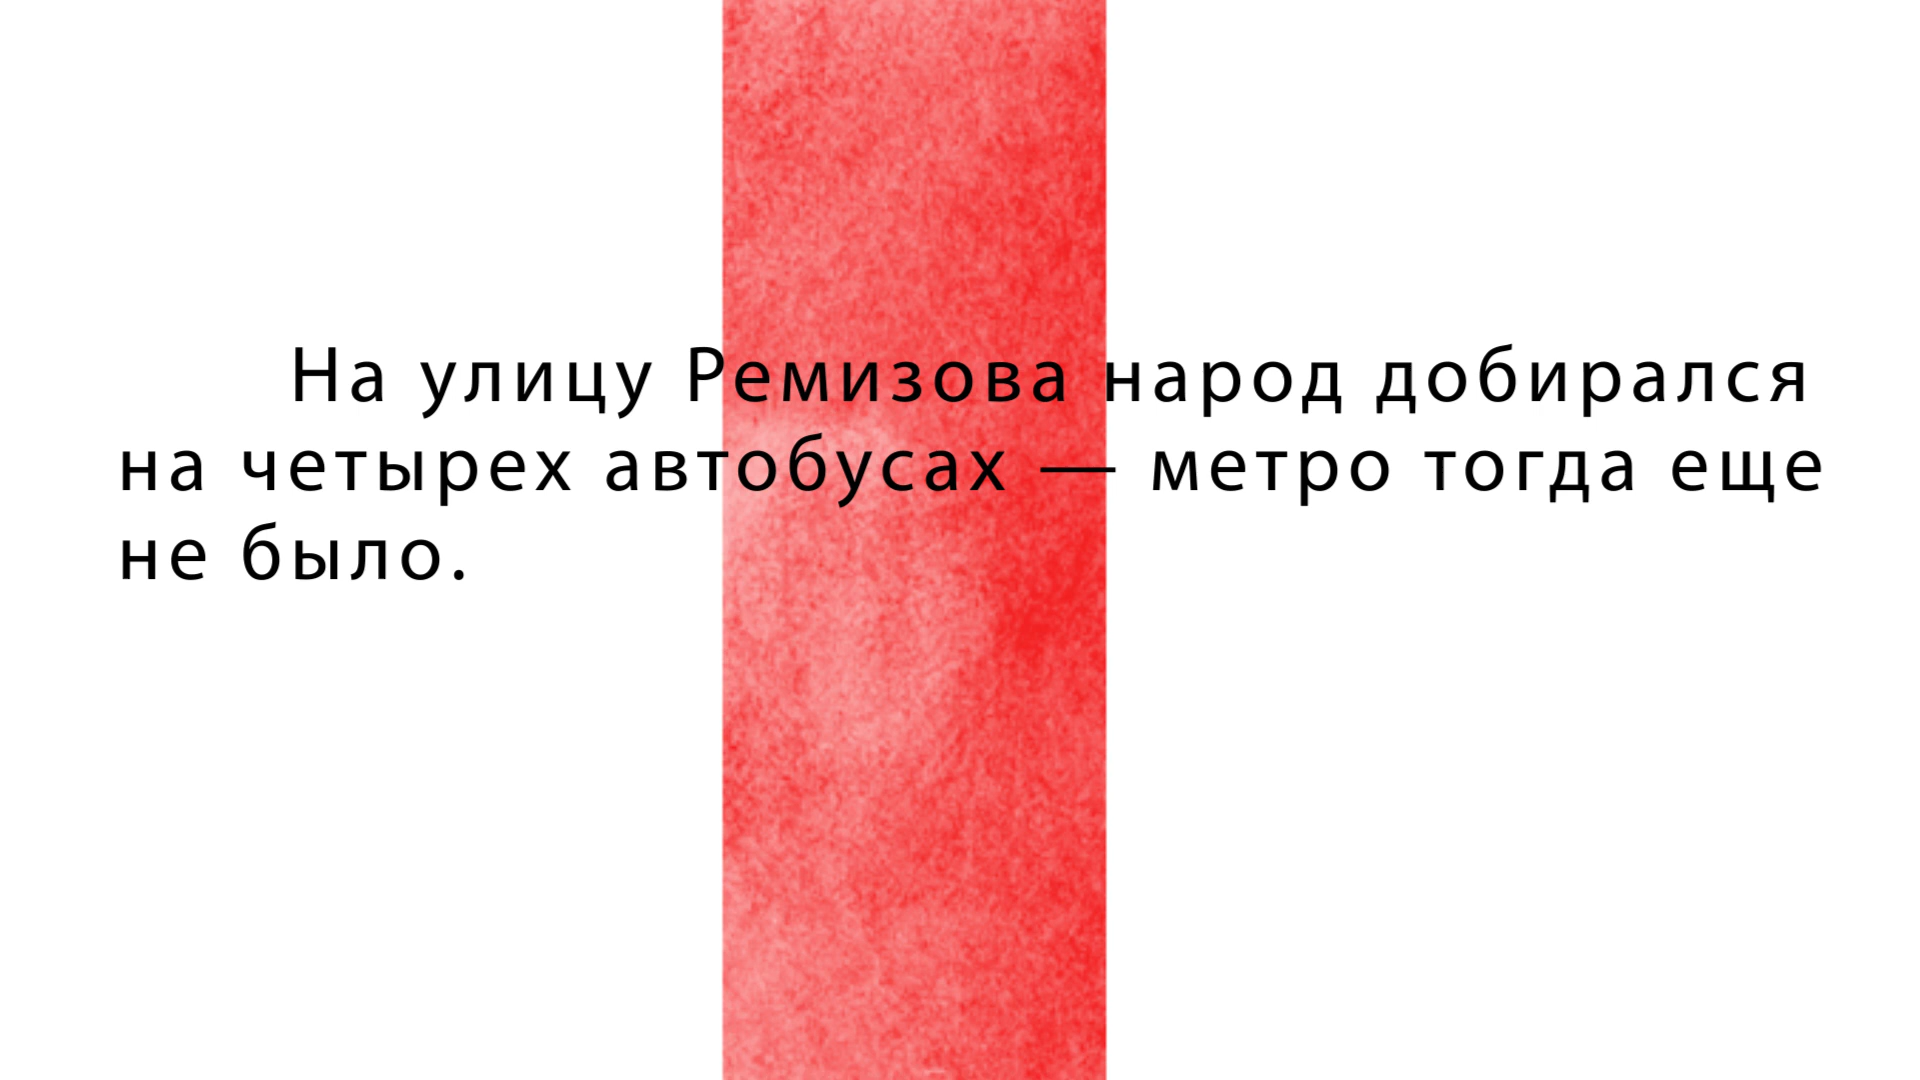 На улицу Ремизова народ добирался
на четырех автобусах — метро тогда еще
не было.